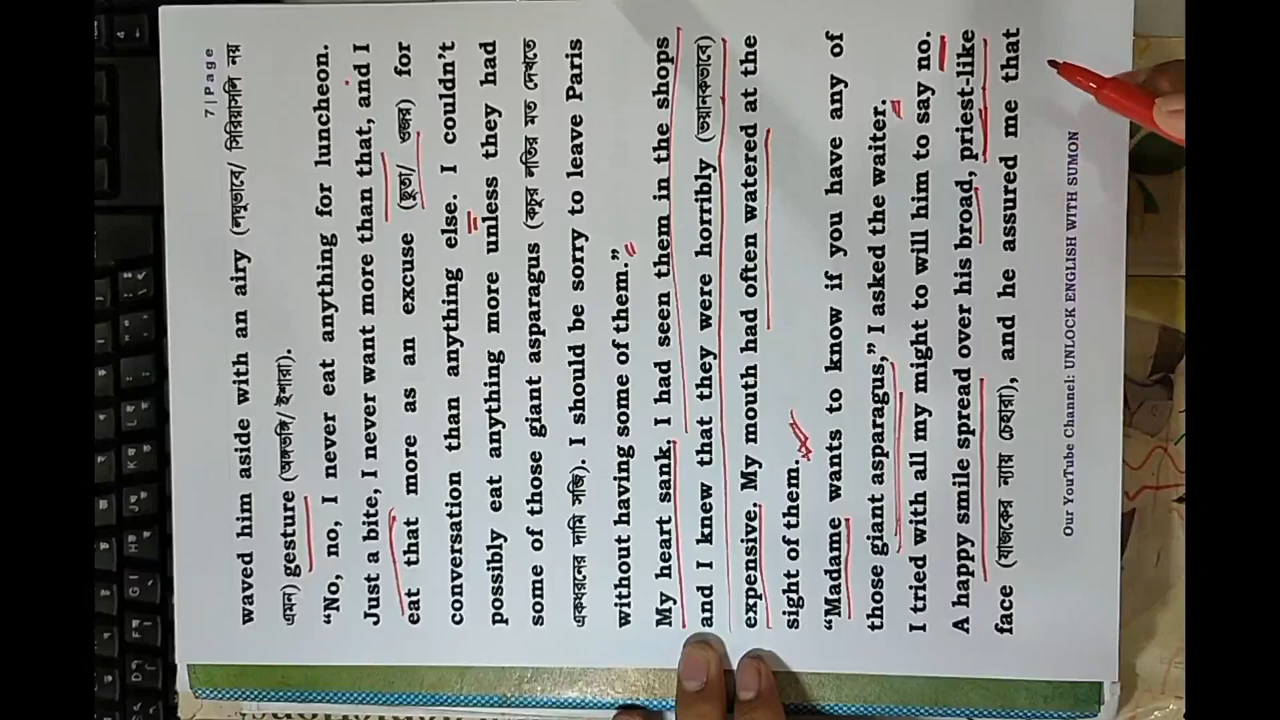 7 | Page
waved him aside with an airy (লঘুভাবে/ সিরিয়াসলি নয়
এমন) gesture (অঙ্গভঙ্গি/ ইশারা).
“No, no, I never eat anything for luncheon.
Just a bite, I never want more than that, and I
eat that more as an excuse (ছুতা/ ওজর) for
conversation than anything else. I couldn’t
possibly eat anything more unless they had
some of those giant asparagus (কচুর লতির মত দেখতে
একধরনের দামি সব্জি). I should be sorry to leave Paris
without having some of them.”
My heart sank. I had seen them in the shops
and I knew that they were horribly (ভয়ানকভাবে)
expensive. My mouth had often watered at the
sight of them.
“Madame wants to know if you have any of
those giant asparagus,” I asked the waiter.
I tried with all my might to will him to say no.
A happy smile spread over his broad, priest-like
face (যাজকের ন্যায় চেহারা), and he assured me that
Our YouTube Channel: UNLOCK ENGLISH WITH SUMON